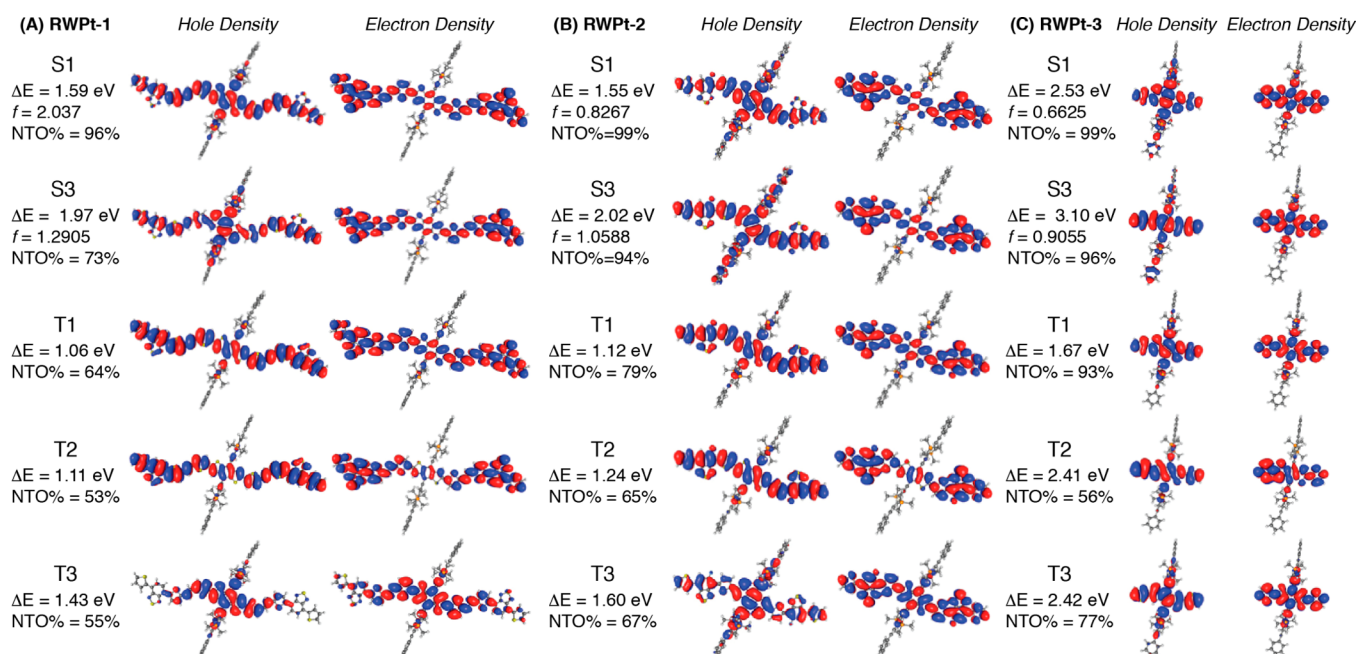 (A) RWPt-1 Hole Density Electron Density
S1
ΔE = 1.59 eV
f = 2.037
NTO% = 96%
S3
ΔE = 1.97 eV
f = 1.2905
NTO% = 73%
T1
ΔE = 1.06 eV
NTO% = 64%
T2
ΔE = 1.11 eV
NTO% = 53%
T3
ΔE = 1.43 eV
NTO% = 55%
(B) RWPt-2 Hole Density Electron Density
S1
ΔE = 1.55 eV
f = 0.8267
NTO%=99%
S3
ΔE = 2.02 eV
f = 1.0588
NTO%=94%
T1
ΔE = 1.12 eV
NTO% = 79%
T2
ΔE = 1.24 eV
NTO% = 65%
T3
ΔE = 1.60 eV
NTO% = 67%
(C) RWPt-3 Hole Density Electron Density
S1
ΔE = 2.53 eV
f = 0.6625
NTO% = 99%
S3
ΔE = 3.10 eV
f = 0.9055
NTO% = 96%
T1
ΔE = 1.67 eV
NTO% = 93%
T2
ΔE = 2.41 eV
NTO% = 56%
T3
ΔE = 2.42 eV
NTO% = 77%